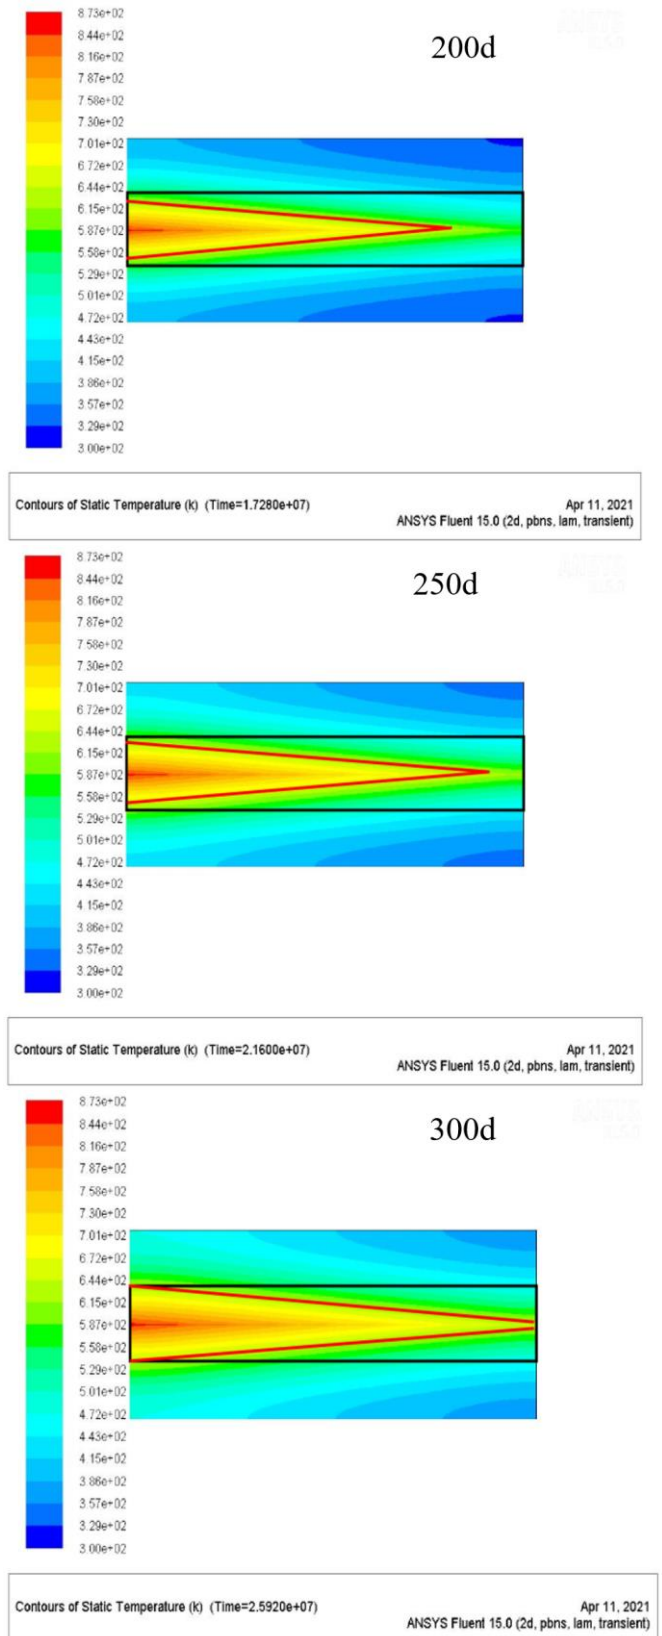 8.73e+02
8.44e+02
8.16e+02
7.87e+02
7.58e+02
7.30e+02
7.01e+02
6.72e+02
6.44e+02
6.15e+02
5.87e+02
5.58e+02
5.29e+02
5.01e+02
4.72e+02
4.43e+02
4.15e+02
3.86e+02
3.57e+02
3.29e+02
3.00e+02
200d
Contours of Static Temperature (k) (Time=1.7280e+07)
Apr 11, 2021
ANSYS Fluent 15.0 (2d, pbns, lam, transient)
8.73e+02
8.44e+02
8.16e+02
7.87e+02
7.58e+02
7.30e+02
7.01e+02
6.72e+02
6.44e+02
6.15e+02
5.87e+02
5.58e+02
5.29e+02
5.01e+02
4.72e+02
4.43e+02
4.15e+02
3.86e+02
3.57e+02
3.29e+02
3.00e+02
250d
Contours of Static Temperature (k) (Time=2.1600e+07)
Apr 11, 2021
ANSYS Fluent 15.0 (2d, pbns, lam, transient)
8.73e+02
8.44e+02
8.16e+02
7.87e+02
7.58e+02
7.30e+02
7.01e+02
6.72e+02
6.44e+02
6.15e+02
5.87e+02
5.58e+02
5.29e+02
5.01e+02
4.72e+02
4.43e+02
4.15e+02
3.86e+02
3.57e+02
3.29e+02
3.00e+02
300d
Contours of Static Temperature (k) (Time=2.5920e+07)
Apr 11, 2021
ANSYS Fluent 15.0 (2d, pbns, lam, transient)